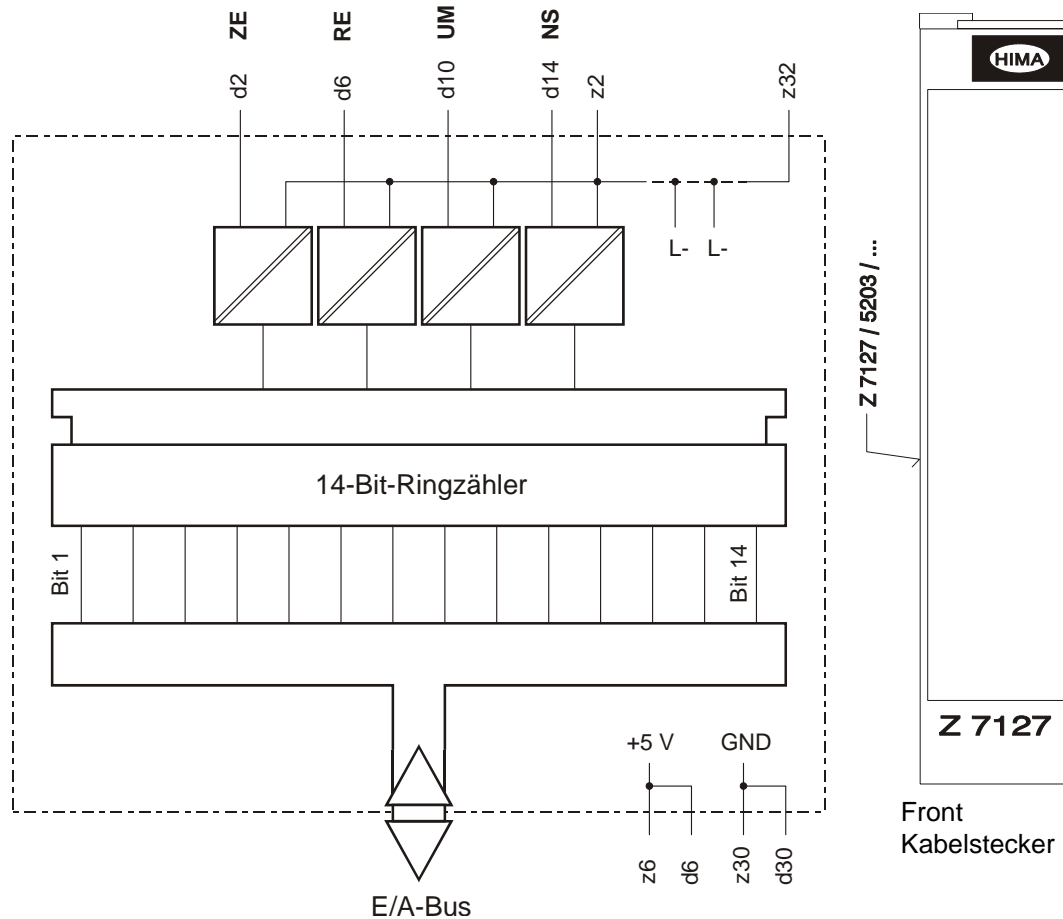 ZE RE UM NS
d2 d6 d10 d14 z2 z32
HIMA
L- L-
Z 7127 / 5203 / ...
14-Bit-Ringzähler
Bit 1 Bit 14
Z 7127
+5 V GND
Front
Kabelstecker
z6 d6 z30 d30
E/A-Bus